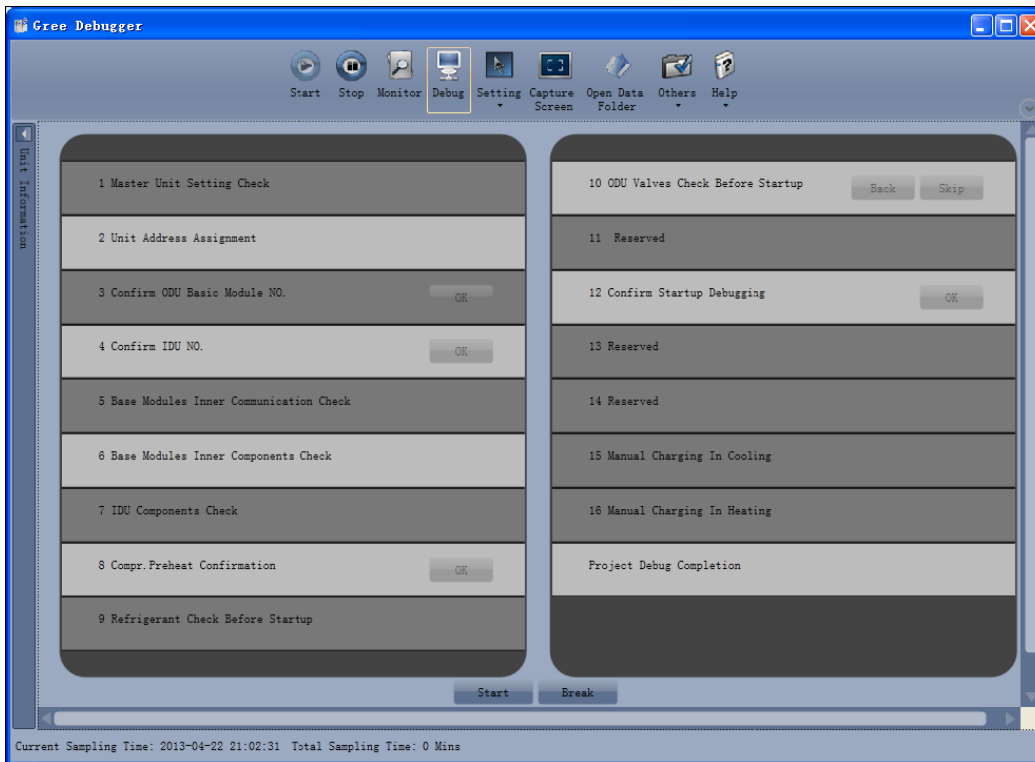 Gree Debugger
Start Stop Monitor Debug Setting Capture Screen Open Data Folder Others Help
Unit Information
1 Master Unit Setting Check
2 Unit Address Assignment
3 Confirm ODU Basic Module NO. OK
4 Confirm IDU NO. OK
5 Base Modules Inner Communication Check
6 Base Modules Inner Components Check
7 IDU Components Check
8 Compr.Preheat Confirmation OK
9 Refrigerant Check Before Startup
10 ODU Valves Check Before Startup Back Skip
11 Reserved
12 Confirm Startup Debugging OK
13 Reserved
14 Reserved
15 Manual Charging In Cooling
16 Manual Charging In Heating
Project Debug Completion
Start Break
Current Sampling Time: 2013-04-22 21:02:31 Total Sampling Time: 0 Mins